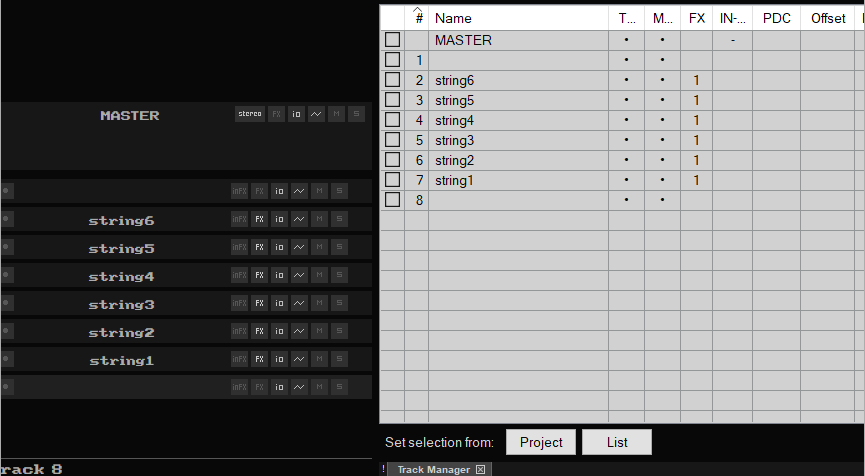 # Name T... M... FX IN-... PDC Offset
MASTER • • -
1 • •
2 string6 • • 1
3 string5 • • 1
4 string4 • • 1
5 string3 • • 1
6 string2 • • 1
7 string1 • • 1
8 • •
MASTER stereo FX io M S
inFX FX io M S
string6 inFX FX io M S
string5 inFX FX io M S
string4 inFX FX io M S
string3 inFX FX io M S
string2 inFX FX io M S
string1 inFX FX io M S
inFX FX io M S
Set selection from: Project List
rack 8
! Track Manager